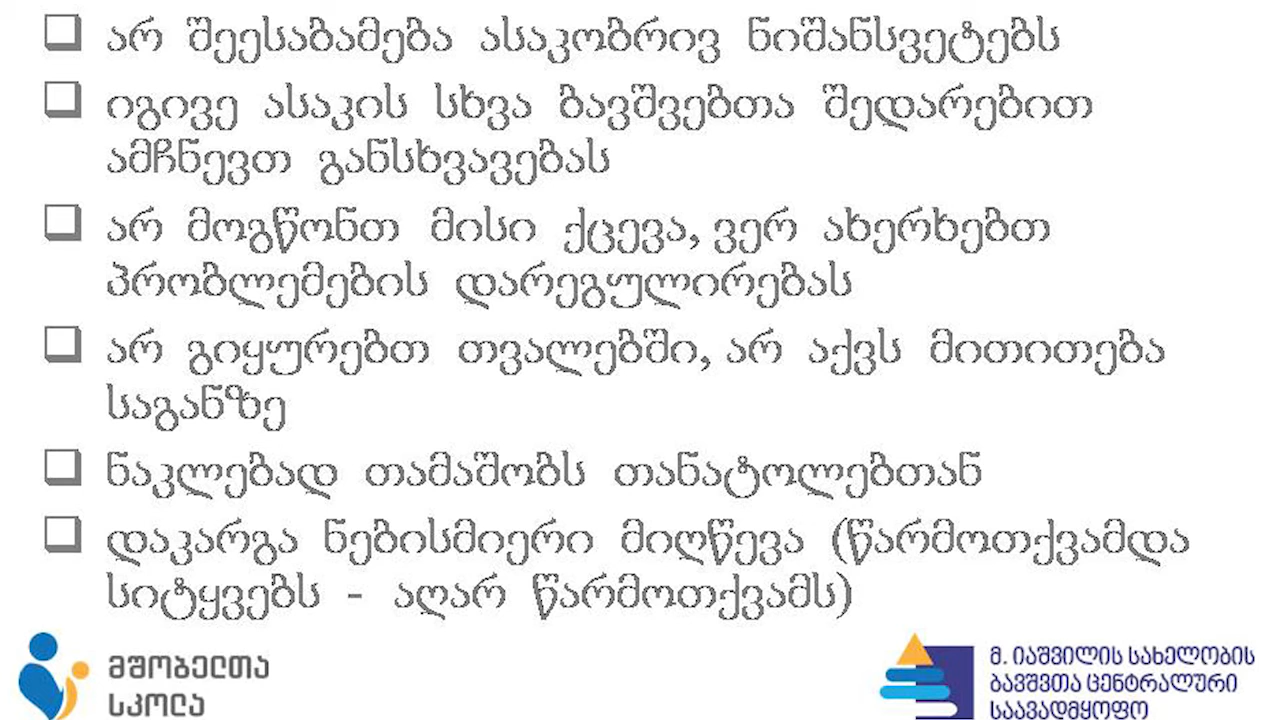 არ შეესაბამება ასაკობრივ ნიშანსვეტებს
იგივე ასაკის სხვა ბავშვებთა შედარებით
ამჩნევთ განსხვავებას
არ მოგწონთ მისი ქცევა, ვერ ახერხებთ
პრობლემების დარეგულირებას
არ გიყურებთ თვალებში, არ აქვს მითითება
საგანზე
ნაკლებად თამაშობს თანატოლებთან
დაკარგა ნებისმიერი მიღწევა (წარმოთქვამდა
სიტყვებს - აღარ წარმოთქვამს)
მშობელთა
სკოლა
მ. იაშვილის სახელობის
ბავშვთა ცენტრალური
საავადმყოფო